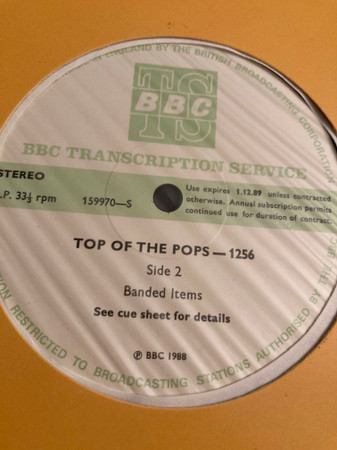 IN ENGLAND BY THE BRITISH BROADCASTING CORPORATION
TS
BBC
BBC TRANSCRIPTION SERVICE
STEREO
L.P. 33⅓ rpm
159970—S
Use expires 1.12.89 unless contracted
otherwise. Annual subscription permits
continued use for duration of contract.
TOP OF THE POPS — 1256
Side 2
Banded Items
See cue sheet for details
℗ BBC 1988
RESTRICTED TO BROADCASTING STATIONS AUTHORISED BY THE BBC